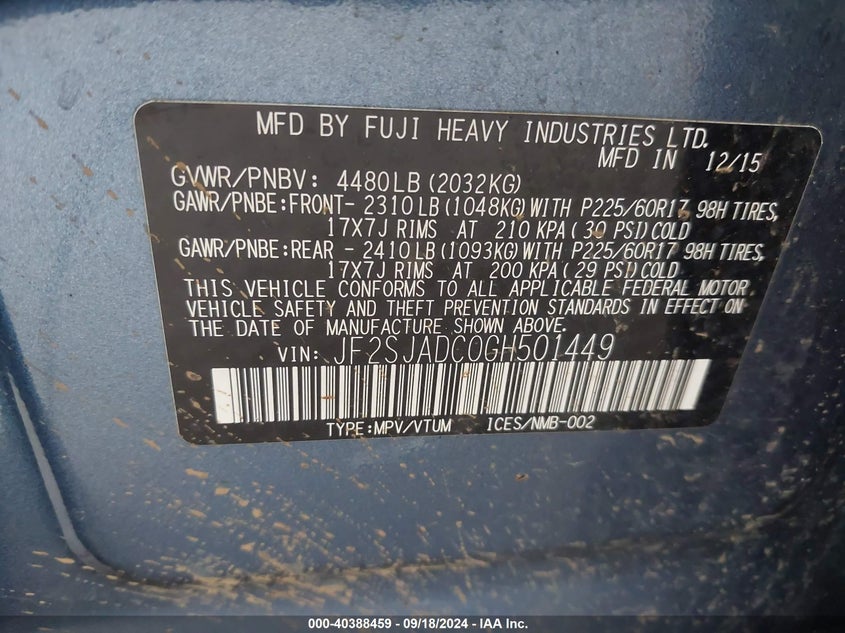 MFD BY FUJI HEAVY INDUSTRIES LTD.
MFD IN 12/15
GVWR/PNBV: 4480LB(2032KG)
GAWR/PNBE:FRONT- 2310LB(1048KG)WITH P225/60R17 98H TIRES,
17X7J RIMS AT 210 KPA(30 PSI)COLD
GAWR/PNBE:REAR - 2410LB(1093KG)WITH P225/60R17 98H TIRES,
17X7J RIMS AT 200 KPA(29 PSI)COLD
THIS VEHICLE CONFORMS TO ALL APPLICABLE FEDERAL MOTOR
VEHICLE SAFETY AND THEFT PREVENTION STANDARDS IN EFFECT ON
THE DATE OF MANUFACTURE SHOWN ABOVE.
VIN: JF2SJADC0GH501449
TYPE:MPV/VTUM ICES/NMB-002
000-40388459 - 09/18/2024 - IAA Inc.